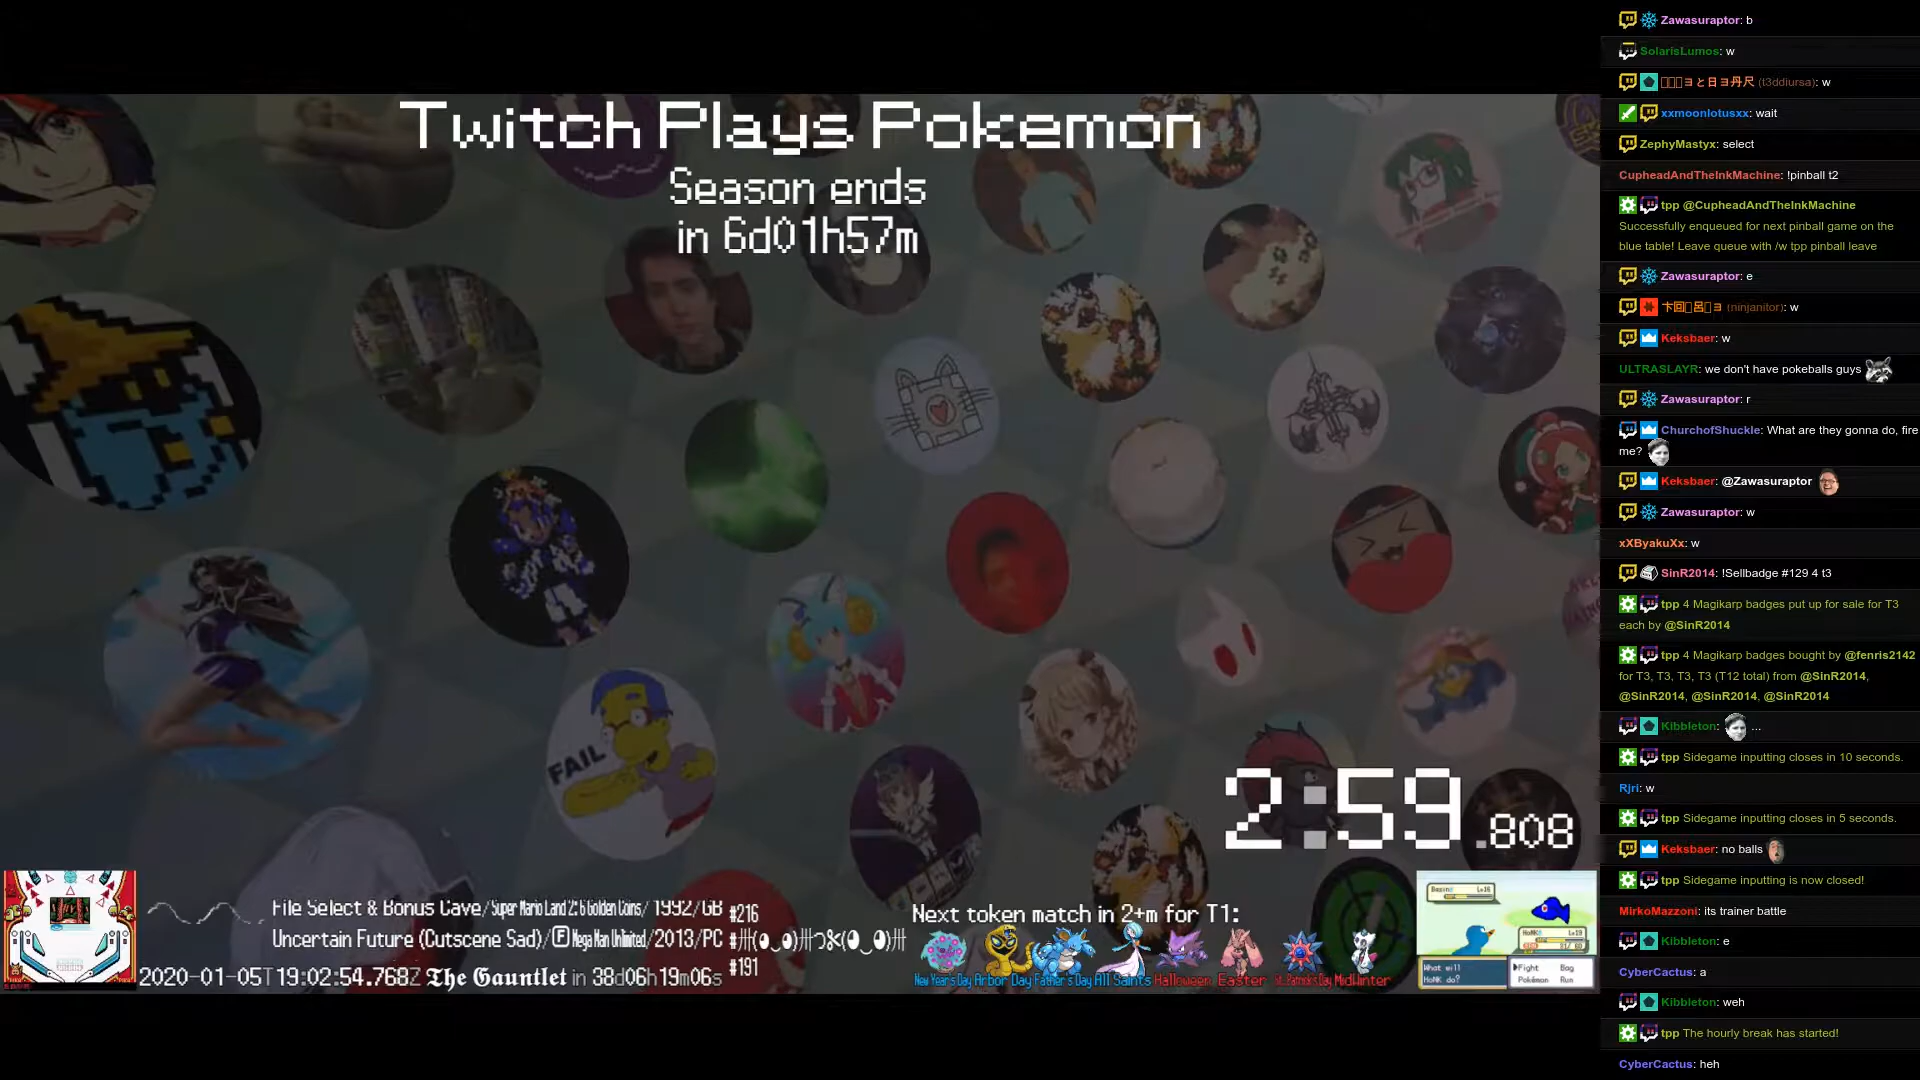 Twitch Plays Pokemon
Season ends
in 6d01h57m
FAIL
2:59.808
File Select & Bonus Cave/Super Mario Land 2: 6 Golden Coins/ 1992/GB #216
Uncertain Future (Cutscene Sad)/Mega Man Unlimited/2013/PC
#191
2020-01-05T19:02:54.768Z The Gauntlet in 38d06h19m06s
Next token match in 2+m for T1:
New Year's Day Arbor Day Father's Day All Saints Halloween Easter St. Patrick's Day MidWinter
Lv16
HoNK Lv19
What will
HoNK do?
Fight Bag
Pokémon Run
Zawasuraptor: b
SolarisLumos: w
(t3ddiursa): w
xxmoonlotusxx: wait
ZephyMastyx: select
CupheadAndTheInkMachine: !pinball t2
tpp @CupheadAndTheInkMachine
Successfully enqueued for next pinball game on the
blue table! Leave queue with /w tpp pinball leave
Zawasuraptor: e
(ninjanitor): w
Keksbaer: w
ULTRASLAYR: we don't have pokeballs guys
Zawasuraptor: r
ChurchofShuckle: What are they gonna do, fire
me?
Keksbaer: @Zawasuraptor
Zawasuraptor: w
xXByakuXx: w
SinR2014: !Sellbadge #129 4 t3
tpp 4 Magikarp badges put up for sale for T3
each by @SinR2014
tpp 4 Magikarp badges bought by @fenris2142
for T3, T3, T3, T3 (T12 total) from @SinR2014,
@SinR2014, @SinR2014, @SinR2014
Kibbleton: ...
tpp Sidegame inputting closes in 10 seconds.
Rjri: w
tpp Sidegame inputting closes in 5 seconds.
Keksbaer: no balls
tpp Sidegame inputting is now closed!
MirkoMazzoni: its trainer battle
Kibbleton: e
CyberCactus: a
Kibbleton: weh
tpp The hourly break has started!
CyberCactus: heh